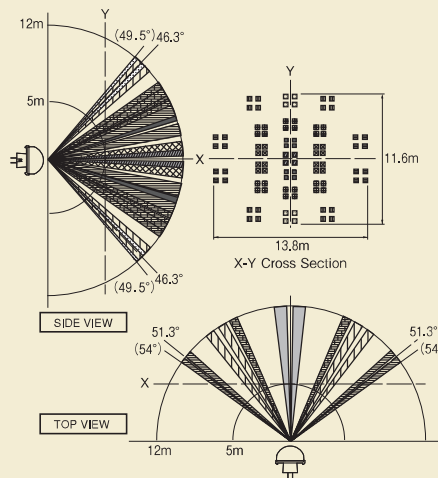 Y
12m
(49.5°) 46.3°
5m
X
46.3°
(49.5°)
SIDE VIEW
Y
11.6m
13.8m
X-Y Cross Section
51.3°
(54°)
51.3°
(54°
X
TOP VIEW
12m
5m